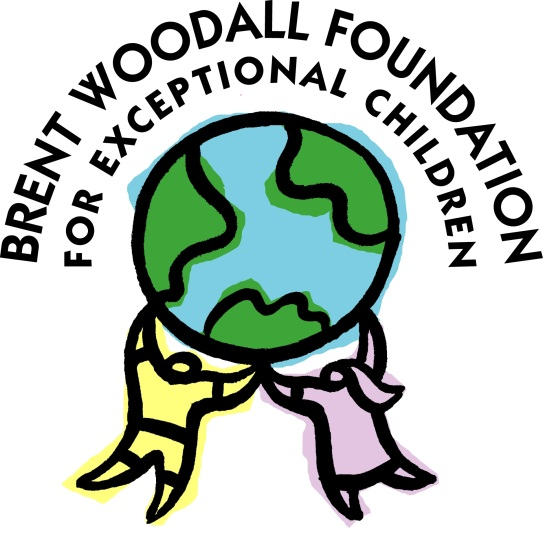 BRENT WOODALL FOUNDATION
FOR EXCEPTIONAL CHILDREN